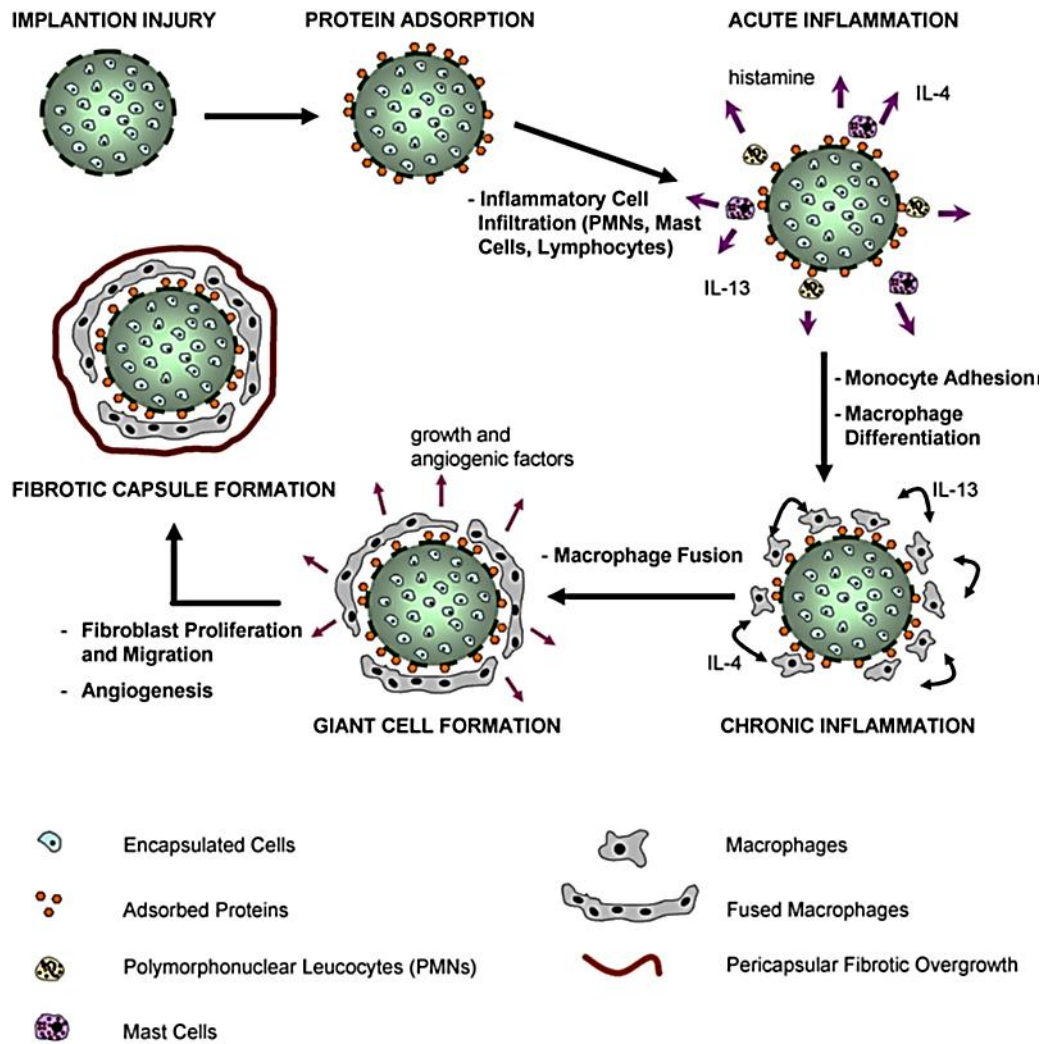 IMPLANTION INJURY
PROTEIN ADSORPTION
ACUTE INFLAMMATION
histamine
IL-4
- Inflammatory Cell
Infiltration (PMNs, Mast
Cells, Lymphocytes)
IL-13
- Monocyte Adhesion
- Macrophage
Differentiation
growth and
angiogenic factors
FIBROTIC CAPSULE FORMATION
IL-13
- Macrophage Fusion
- Fibroblast Proliferation
and Migration
- Angiogenesis
IL-4
GIANT CELL FORMATION
CHRONIC INFLAMMATION
Encapsulated Cells
Adsorbed Proteins
Polymorphonuclear Leucocytes (PMNs)
Mast Cells
Macrophages
Fused Macrophages
Pericapsular Fibrotic Overgrowth